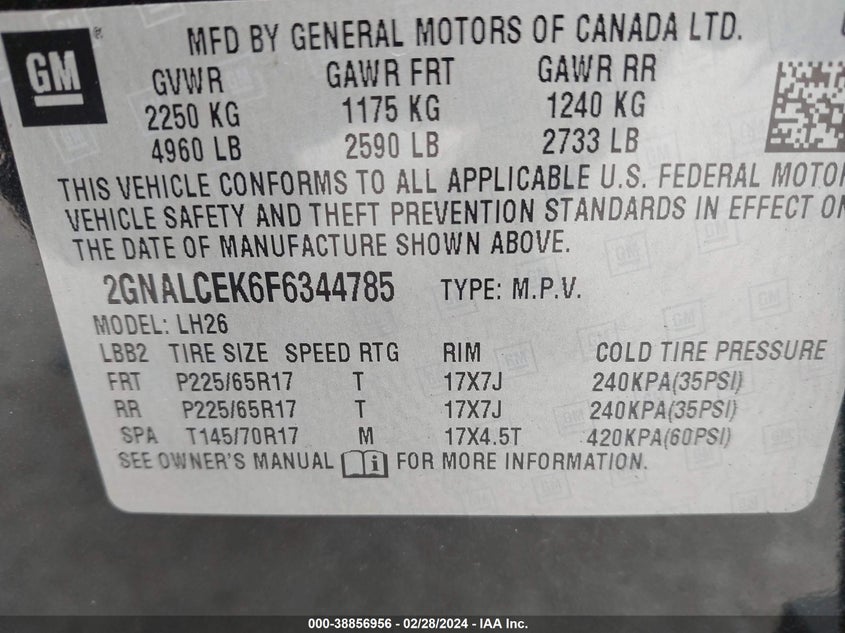 GM
MFD BY GENERAL MOTORS OF CANADA LTD.
GVWR GAWR FRT GAWR RR
2250 KG 1175 KG 1240 KG
4960 LB 2590 LB 2733 LB
THIS VEHICLE CONFORMS TO ALL APPLICABLE U.S. FEDERAL MOTOR
VEHICLE SAFETY AND THEFT PREVENTION STANDARDS IN EFFECT ON
THE DATE OF MANUFACTURE SHOWN ABOVE.
2GNALCEK6F6344785 TYPE: M.P.V.
MODEL: LH26
LBB2 TIRE SIZE SPEED RTG RIM COLD TIRE PRESSURE
FRT P225/65R17 T 17X7J 240KPA(35PSI)
RR P225/65R17 T 17X7J 240KPA(35PSI)
SPA T145/70R17 M 17X4.5T 420KPA(60PSI)
SEE OWNER'S MANUAL i FOR MORE INFORMATION.
000-38856956 - 02/28/2024 - IAA Inc.